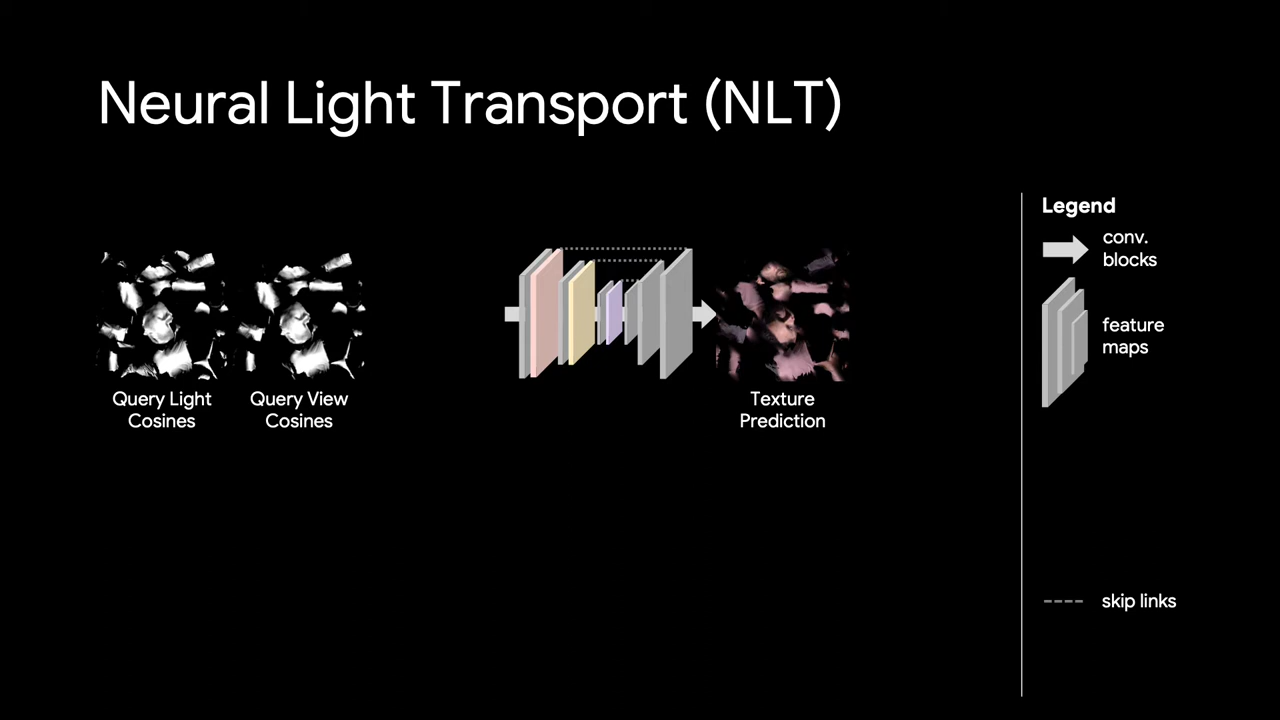 Neural Light Transport (NLT)
Query Light
Cosines
Query View
Cosines
Texture
Prediction
Legend
conv.
blocks
feature
maps
skip links